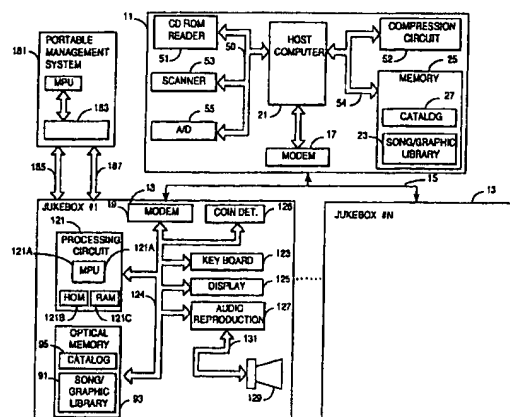 181
PORTABLE
MANAGEMENT
SYSTEM
MPU
183
185
187
11
CD ROM
READER
51
50
SCANNER
53
A/D
55
HOST
COMPUTER
21
MODEM
17
COMPRESSION
CIRCUIT
52
MEMORY
25
54
CATALOG
27
23
SONG/GRAPHIC
LIBRARY
15
JUKEBOX #1
13
19
MODEM
COIN DET.
126
121
PROCESSING
CIRCUIT
121A
MPU
121A
HOM
RAM
121B
121C
124
KEY BOARD
123
DISPLAY
125
AUDIO
REPRODUCTION
127
131
129
OPTICAL
MEMORY
95
CATALOG
91
SONG/
GRAPHIC
LIBRARY
93
JUKEBOX #N
13